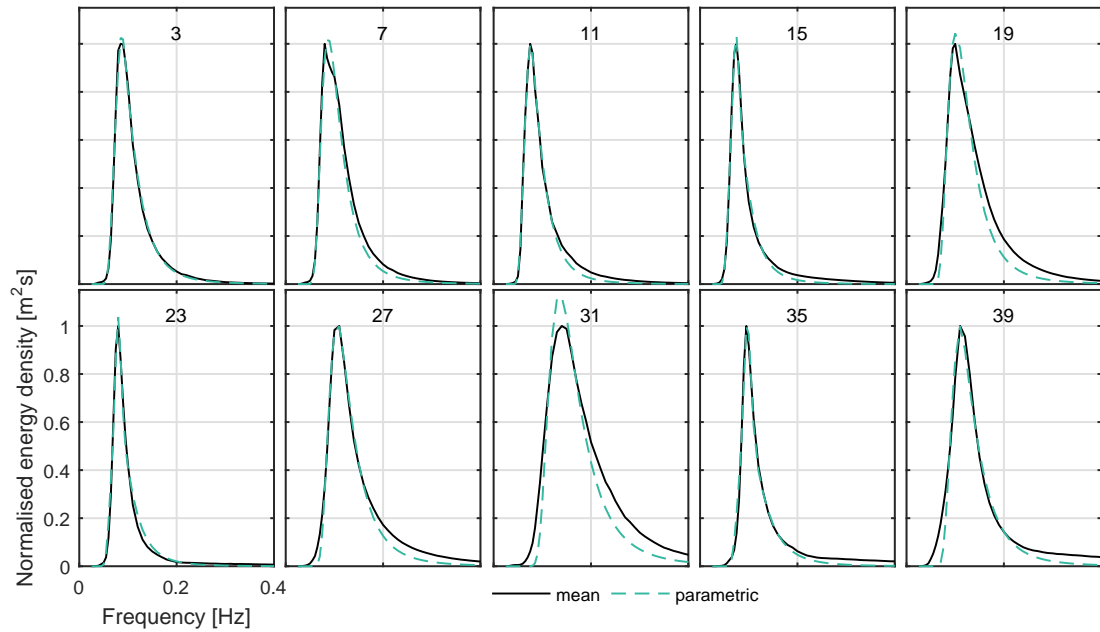 3 7 11 15 19
Normalised energy density [m² s]
23 27 31 35 39
1
0.8
0.6
0.4
0.2
0
0 0.2 0.4
Frequency [Hz]
mean parametric